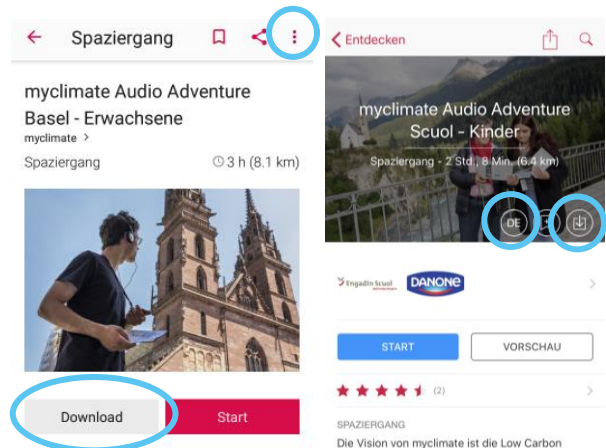 Spaziergang
myclimate Audio Adventure
Basel - Erwachsene
myclimate >
Spaziergang
3 h (8.1 km)
Download
Start
Entdecken
myclimate Audio Adventure
Scuol – Kinder
Spaziergang - 2 Std., 8 Min. (6.4 km)
DE
Engadin Scuol
DANONE
START
VORSCHAU
(2)
SPAZIERGANG
Die Vision von myclimate ist die Low Carbon